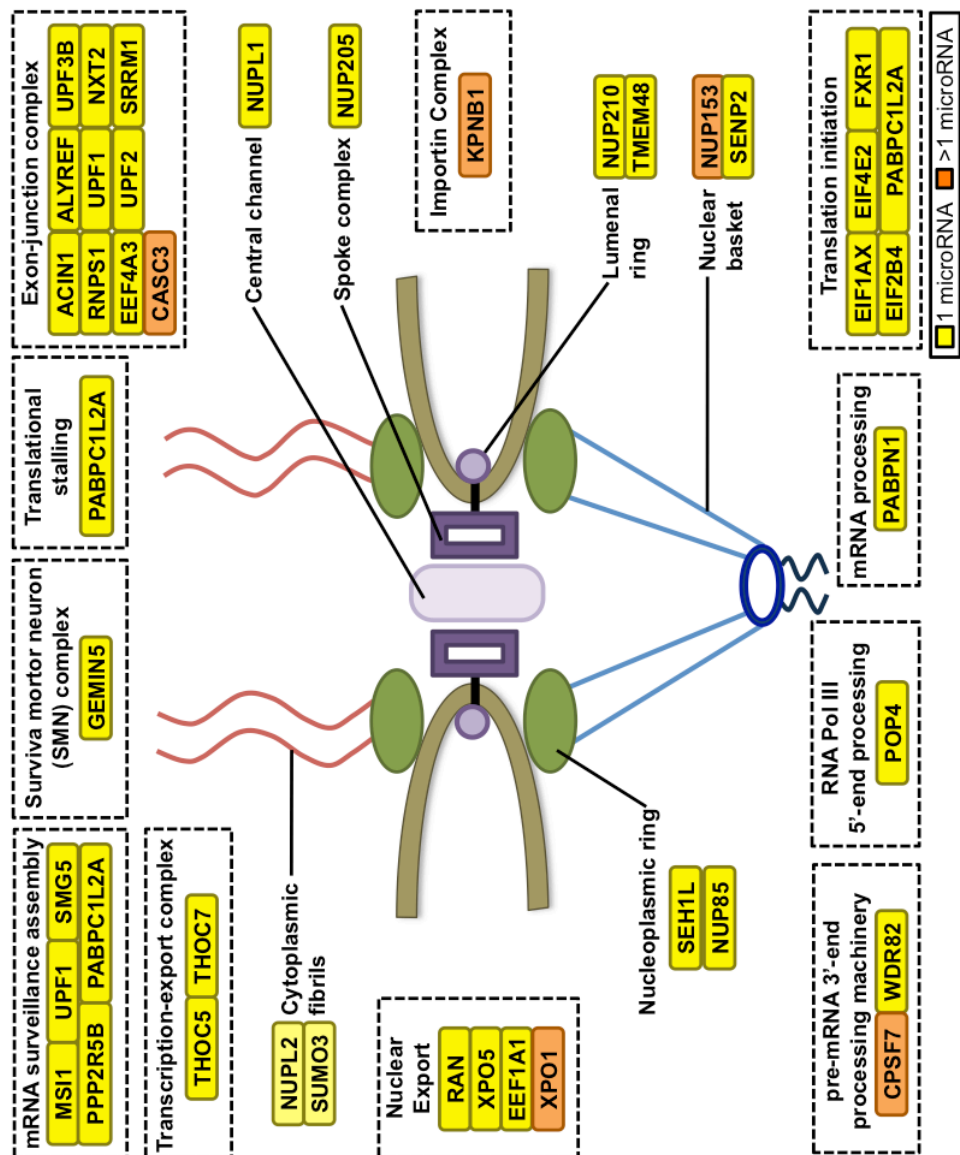 mRNA surveillance assembly
MSI1 UPF1 SMG5
PPP2R5B PABPC1L2A
Surviva mortor neuron
(SMN) complex
GEMIN5
Translational
stalling
PABPC1L2A
Exon-junction complex
ACIN1 ALYREF UPF3B
RNPS1 UPF1 NXT2
EEF4A3 UPF2 SRRM1
CASC3
Transcription-export complex
THOC5 THOC7
Central channel
NUPL1
NUPL2
SUMO3
Cytoplasmic
fibrils
Spoke complex
NUP205
Nuclear
Export
RAN
XPO5
EEF1A1
XPO1
Importin Complex
KPNB1
Lumenal
ring
NUP210
TMEM48
Nucleoplasmic ring
SEH1L
NUP85
Nuclear
basket
NUP153
SENP2
pre-mRNA 3’-end
processing machinery
CPSF7 WDR82
RNA Pol III
5’-end processing
POP4
mRNA processing
PABPN1
Translation initiation
EIF1AX EIF4E2 FXR1
EIF2B4 PABPC1L2A
1 microRNA >1 microRNA